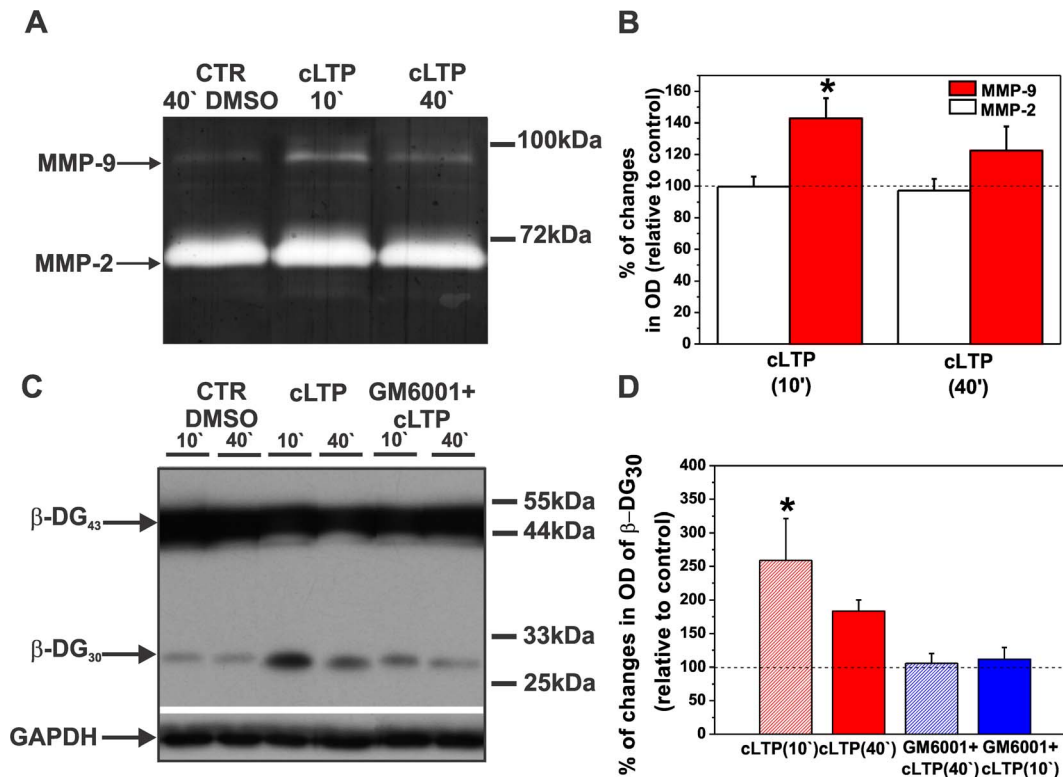 A
CTR cLTP cLTP
40` DMSO 10` 40`
MMP-9
100kDa
72kDa
MMP-2
B
% of changes
in OD (relative to control)
160
140
120
100
80
60
40
20
0
*
MMP-9
MMP-2
cLTP cLTP
(10') (40')
C
CTR cLTP GM6001+
DMSO cLTP
10` 40` 10` 40` 10` 40`
β-DG43
55kDa
44kDa
β-DG30
33kDa
25kDa
GAPDH
D
% of changes in OD of β-DG30
(relative to control)
400
350
300
250
200
150
100
50
0
*
cLTP(10`) cLTP(40`) GM6001+ GM6001+
cLTP(40`) cLTP(10`)